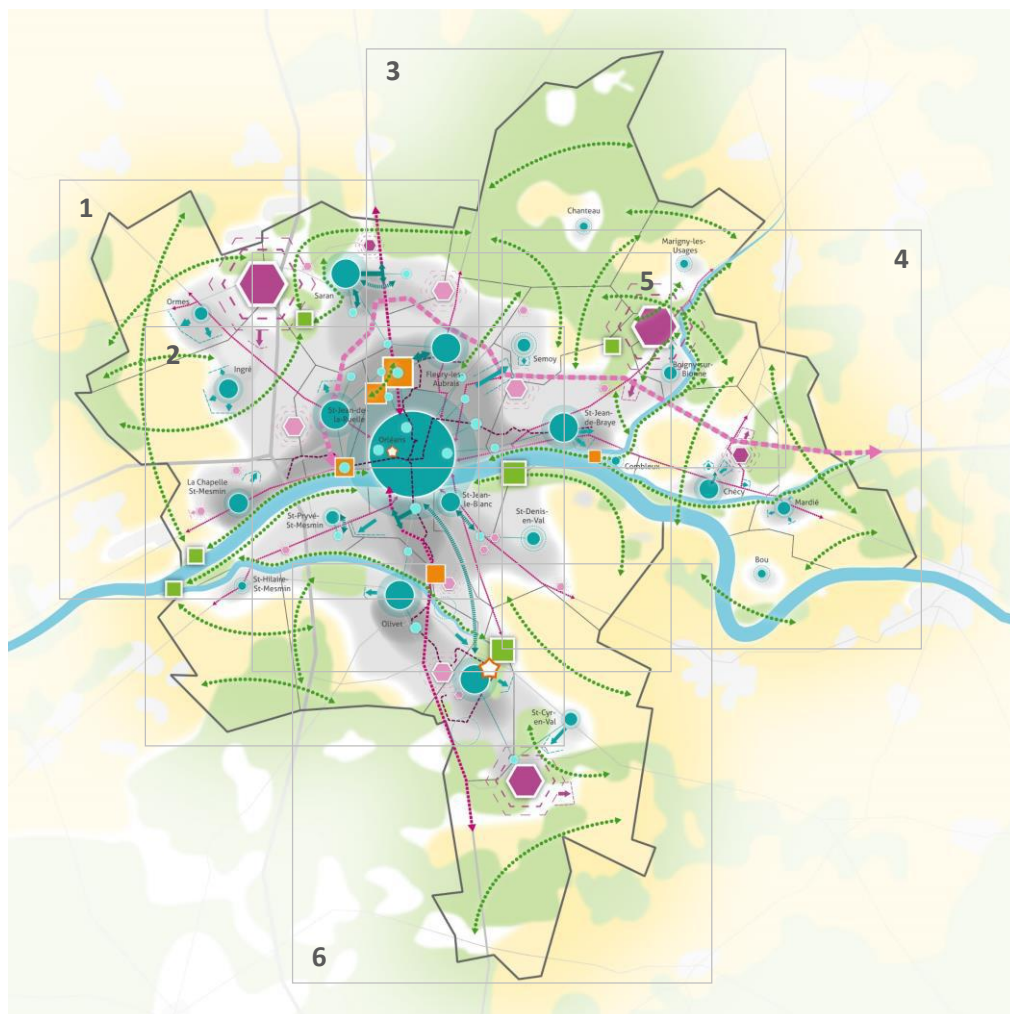 3
1
Chanteau
Marigny-les-
Usages
4
5
Saran
Ormes
2
Semoy
Fleury-les-
Aubrais
Boigny-sur-
Bionne
Ingré
St-Jean-de
la-Ruelle
St-Jean-
de-Braye
Orléans
Combleux
La Chapelle
St-Mesmin
Chécy
St-Jean-
le-Blanc
Mardié
St-Pryvé-
St-Mesmin
St-Denis-
en-Val
Bou
St-Hilaire-
St-Mesmin
Olivet
St-Cyr-
en-Val
6